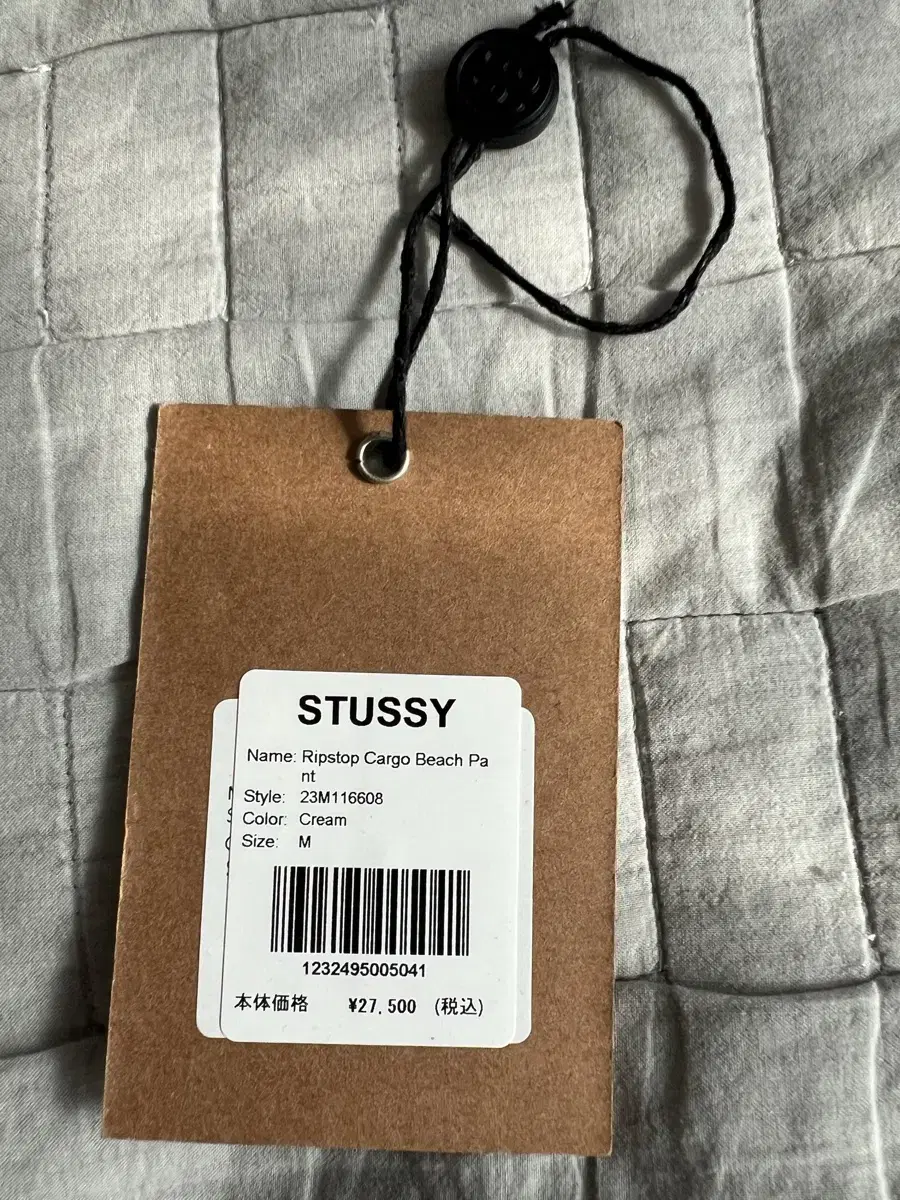 STUSSY
Name: Ripstop Cargo Beach Pa
nt
Style: 23M116608
Color: Cream
Size: M
1232495005041
本体価格 ¥27,500 (税込)